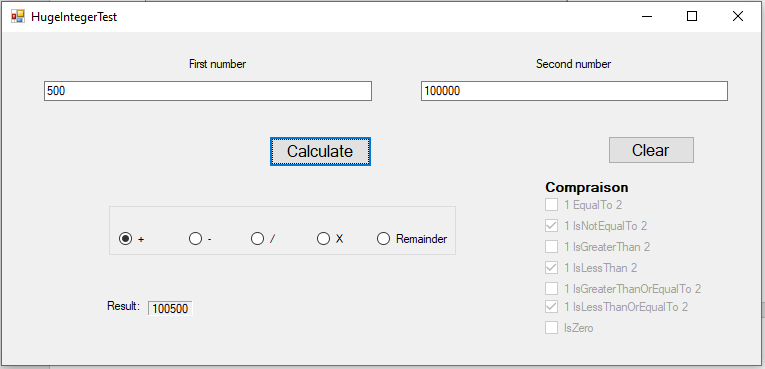 HugeIntegerTest
First number
Second number
500
100000
Calculate
Clear
Compraison
1 EqualTo 2
1 IsNotEqualTo 2
1 IsGreaterThan 2
1 IsLessThan 2
1 IsGreaterThanOrEqualTo 2
1 IsLessThanOrEqualTo 2
IsZero
+ - / X Remainder
Result: 100500